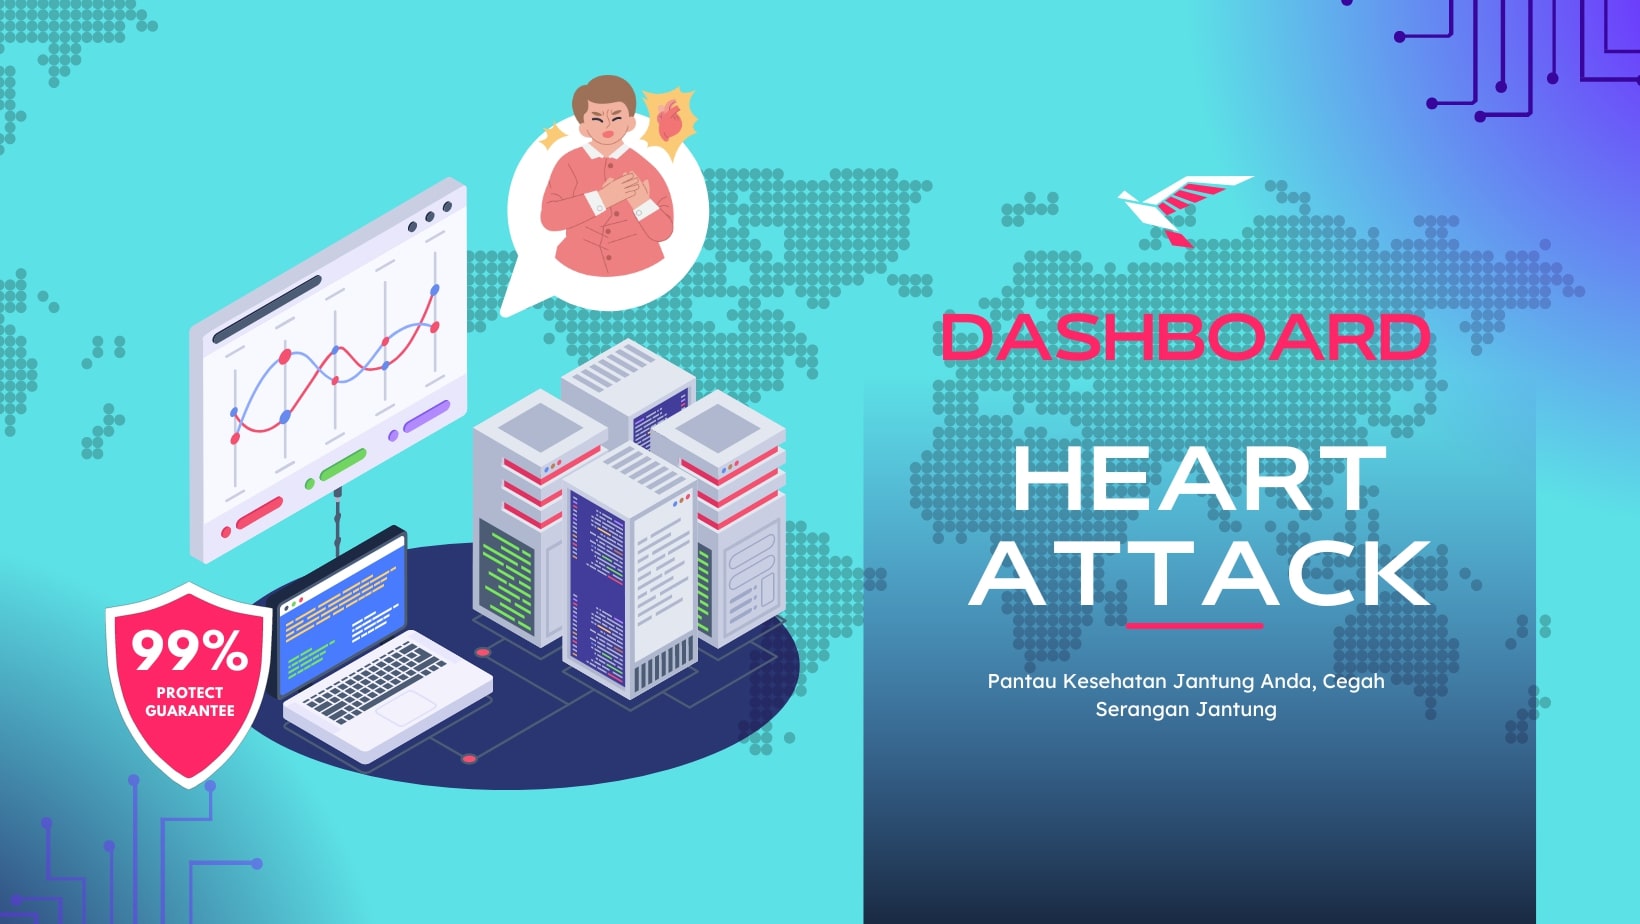 DASHBOARD
HEART
ATTACK
Pantau Kesehatan Jantung Anda, Cegah
Serangan Jantung
99%
PROTECT
GUARANTEE